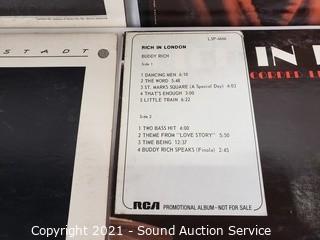 STADT
LSP-4666
RICH IN LONDON
BUDDY RICH
Side 1
1 DANCING MEN 6:10
2 THE WORD 5:48
3 ST. MARKS SQUARE (A Special Day) 4:03
4 THAT'S ENOUGH 3:00
5 LITTLE TRAIN 6:22
Side 2
1 TWO BASS HIT 6:00
2 THEME FROM "LOVE STORY" 5:50
3 TIME BEING 12:37
4 BUDDY RICH SPEAKS (Finale) 2:45
RCA PROMOTIONAL ALBUM - NOT FOR SALE
IN
RECORDED LI
Copyright 2021 - Sound Auction Service